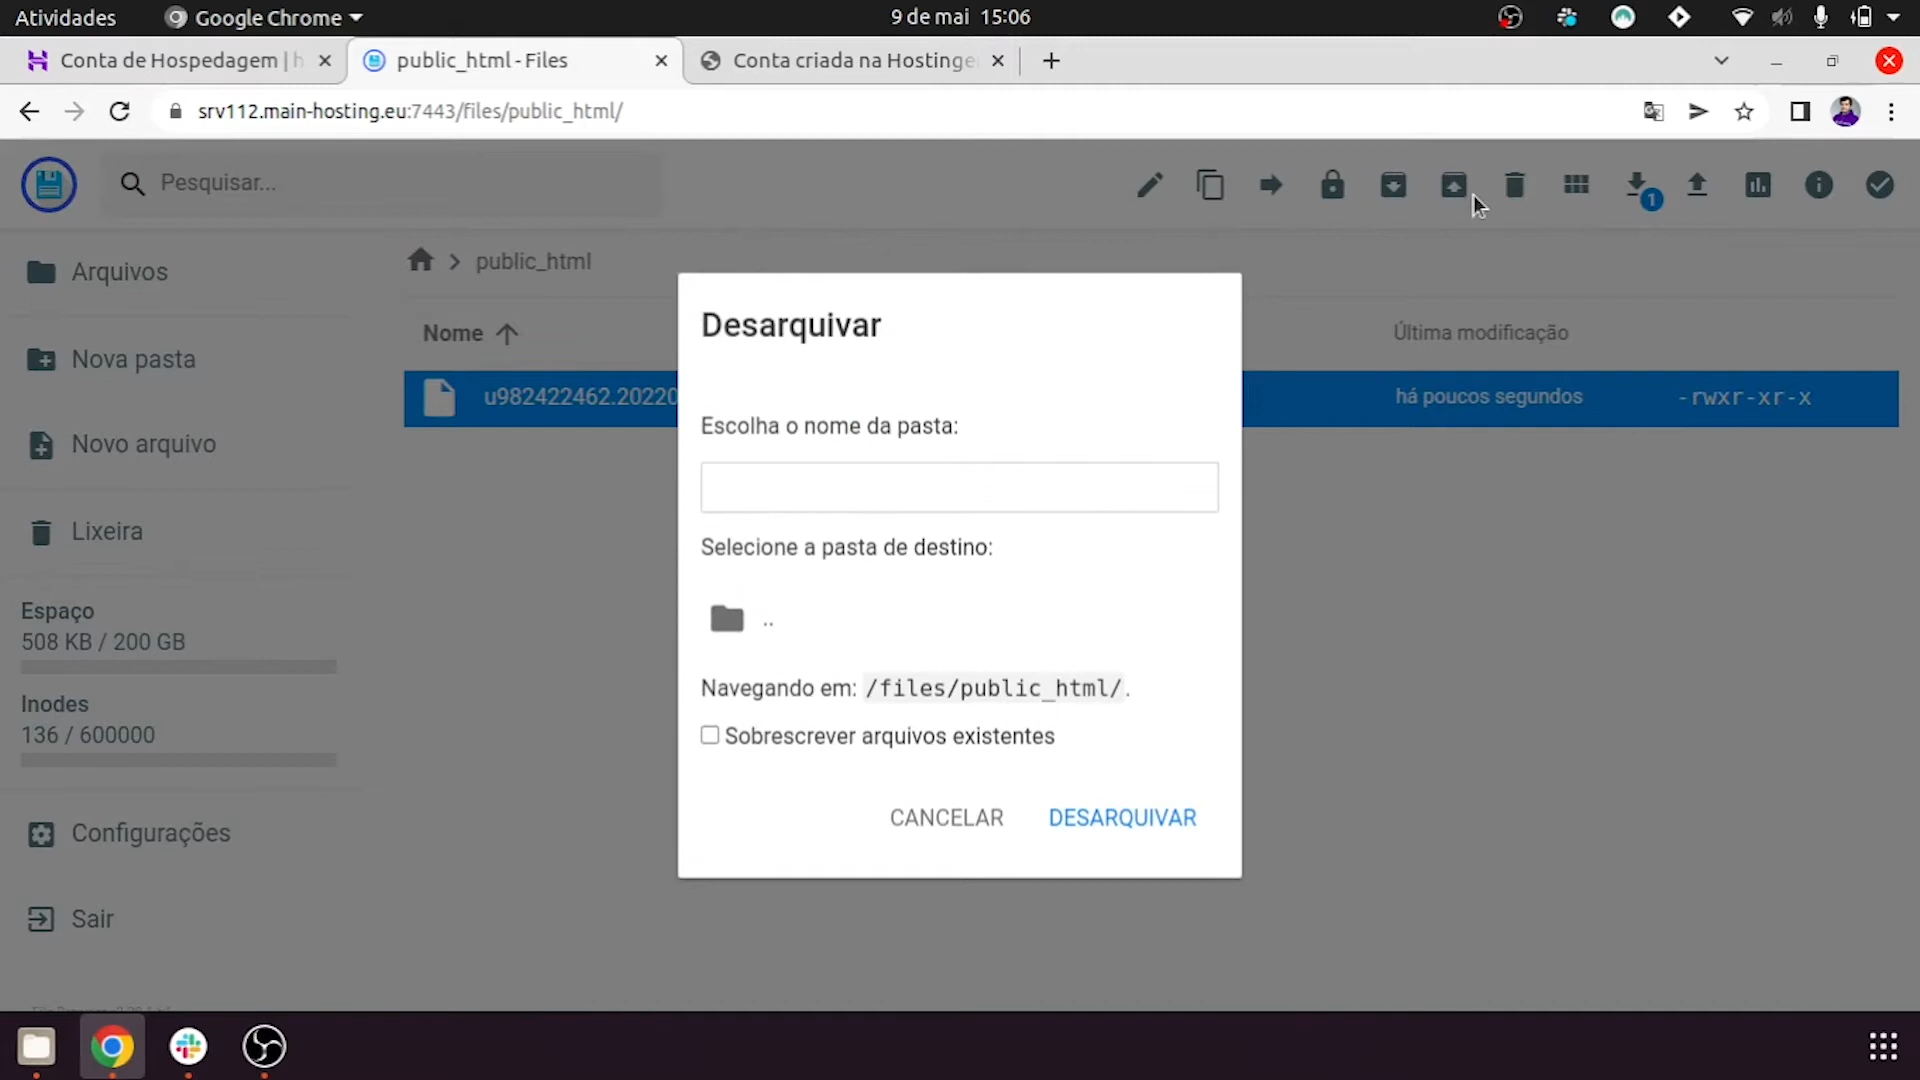 Atividades
Google Chrome
9 de mai 15:06
Conta de Hospedagem | h
public_html - Files
Conta criada na Hostinge
srv112.main-hosting.eu:7443/files/public_html/
Pesquisar...
1
Arquivos
Nova pasta
Novo arquivo
Lixeira
Espaço
508 KB / 200 GB
Inodes
136 / 600000
Configurações
Sair
public_html
Nome
Última modificação
u982422462.20220
há poucos segundos
-rwxr-xr-x
Desarquivar
Escolha o nome da pasta:
Selecione a pasta de destino:
..
Navegando em: /files/public_html/.
Sobrescrever arquivos existentes
CANCELAR
DESARQUIVAR